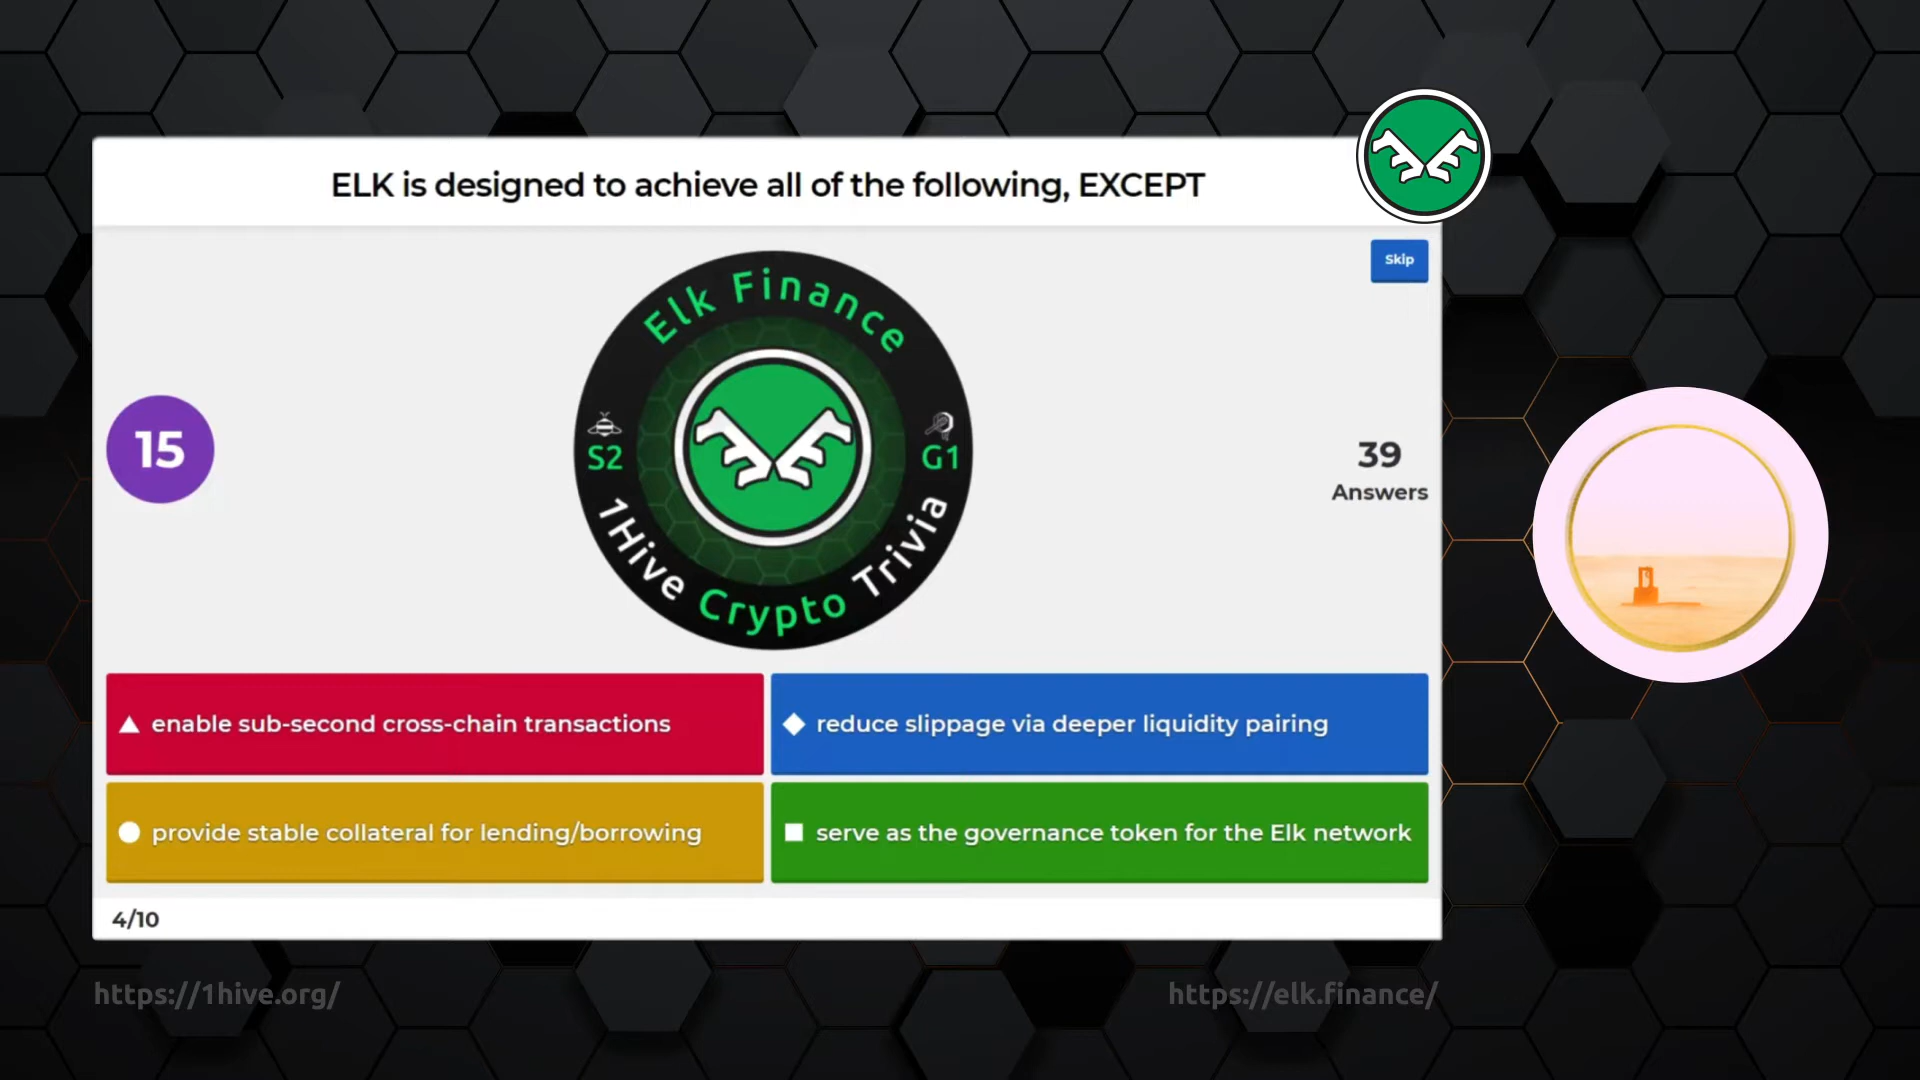 ELK is designed to achieve all of the following, EXCEPT
Skip
Elk Finance
S2
G1
1Hive Crypto Trivia
15
39
Answers
enable sub-second cross-chain transactions
reduce slippage via deeper liquidity pairing
provide stable collateral for lending/borrowing
serve as the governance token for the Elk network
4/10
https://1hive.org/
https://elk.finance/